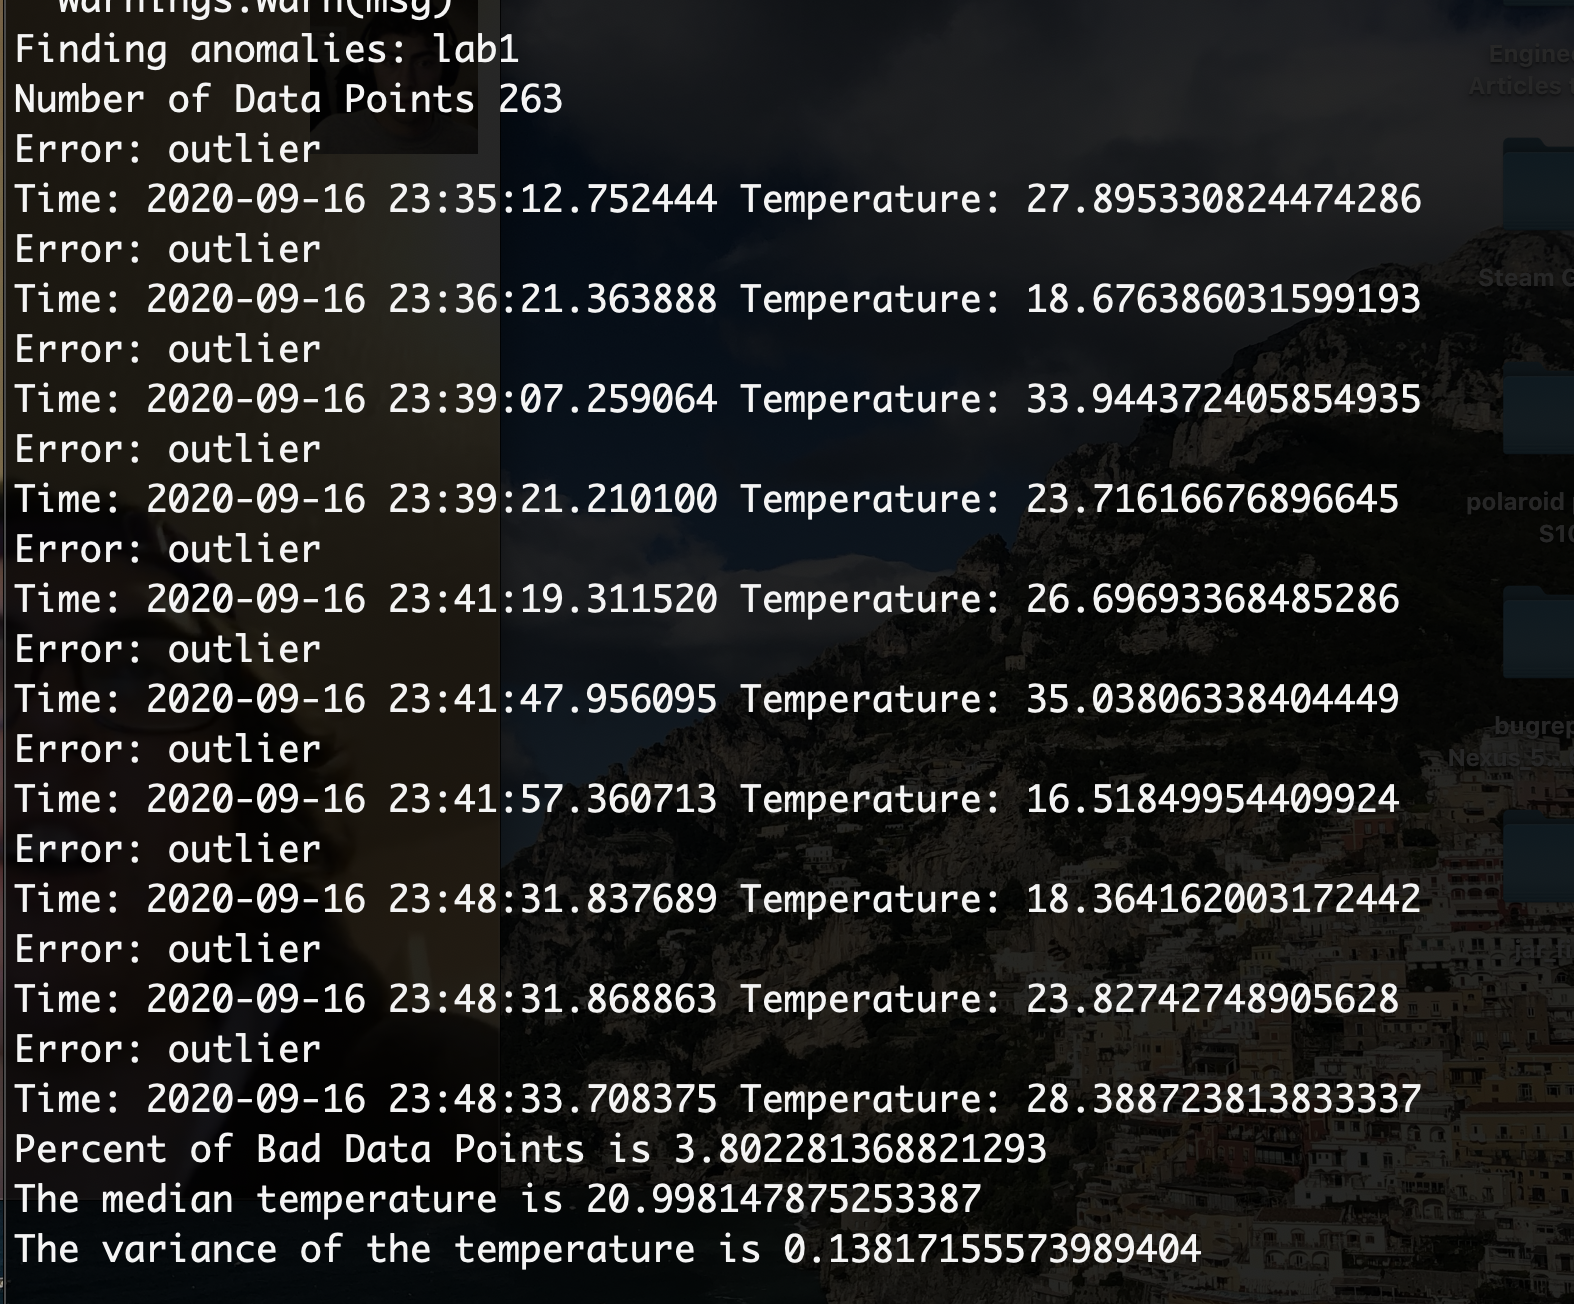 warnings.warn(msg)
Finding anomalies: lab1
Number of Data Points 263
Error: outlier
Time: 2020-09-16 23:35:12.752444 Temperature: 27.895330824474286
Error: outlier
Time: 2020-09-16 23:36:21.363888 Temperature: 18.676386031599193
Error: outlier
Time: 2020-09-16 23:39:07.259064 Temperature: 33.944372405854935
Error: outlier
Time: 2020-09-16 23:39:21.210100 Temperature: 23.71616676896645
Error: outlier
Time: 2020-09-16 23:41:19.311520 Temperature: 26.69693368485286
Error: outlier
Time: 2020-09-16 23:41:47.956095 Temperature: 35.03806338404449
Error: outlier
Time: 2020-09-16 23:41:57.360713 Temperature: 16.51849954409924
Error: outlier
Time: 2020-09-16 23:48:31.837689 Temperature: 18.364162003172442
Error: outlier
Time: 2020-09-16 23:48:31.868863 Temperature: 23.82742748905628
Error: outlier
Time: 2020-09-16 23:48:33.708375 Temperature: 28.388723813833337
Percent of Bad Data Points is 3.802281368821293
The median temperature is 20.998147875253387
The variance of the temperature is 0.13817155573989404
Articles
Steam
polaroid
S10
Nexus 5